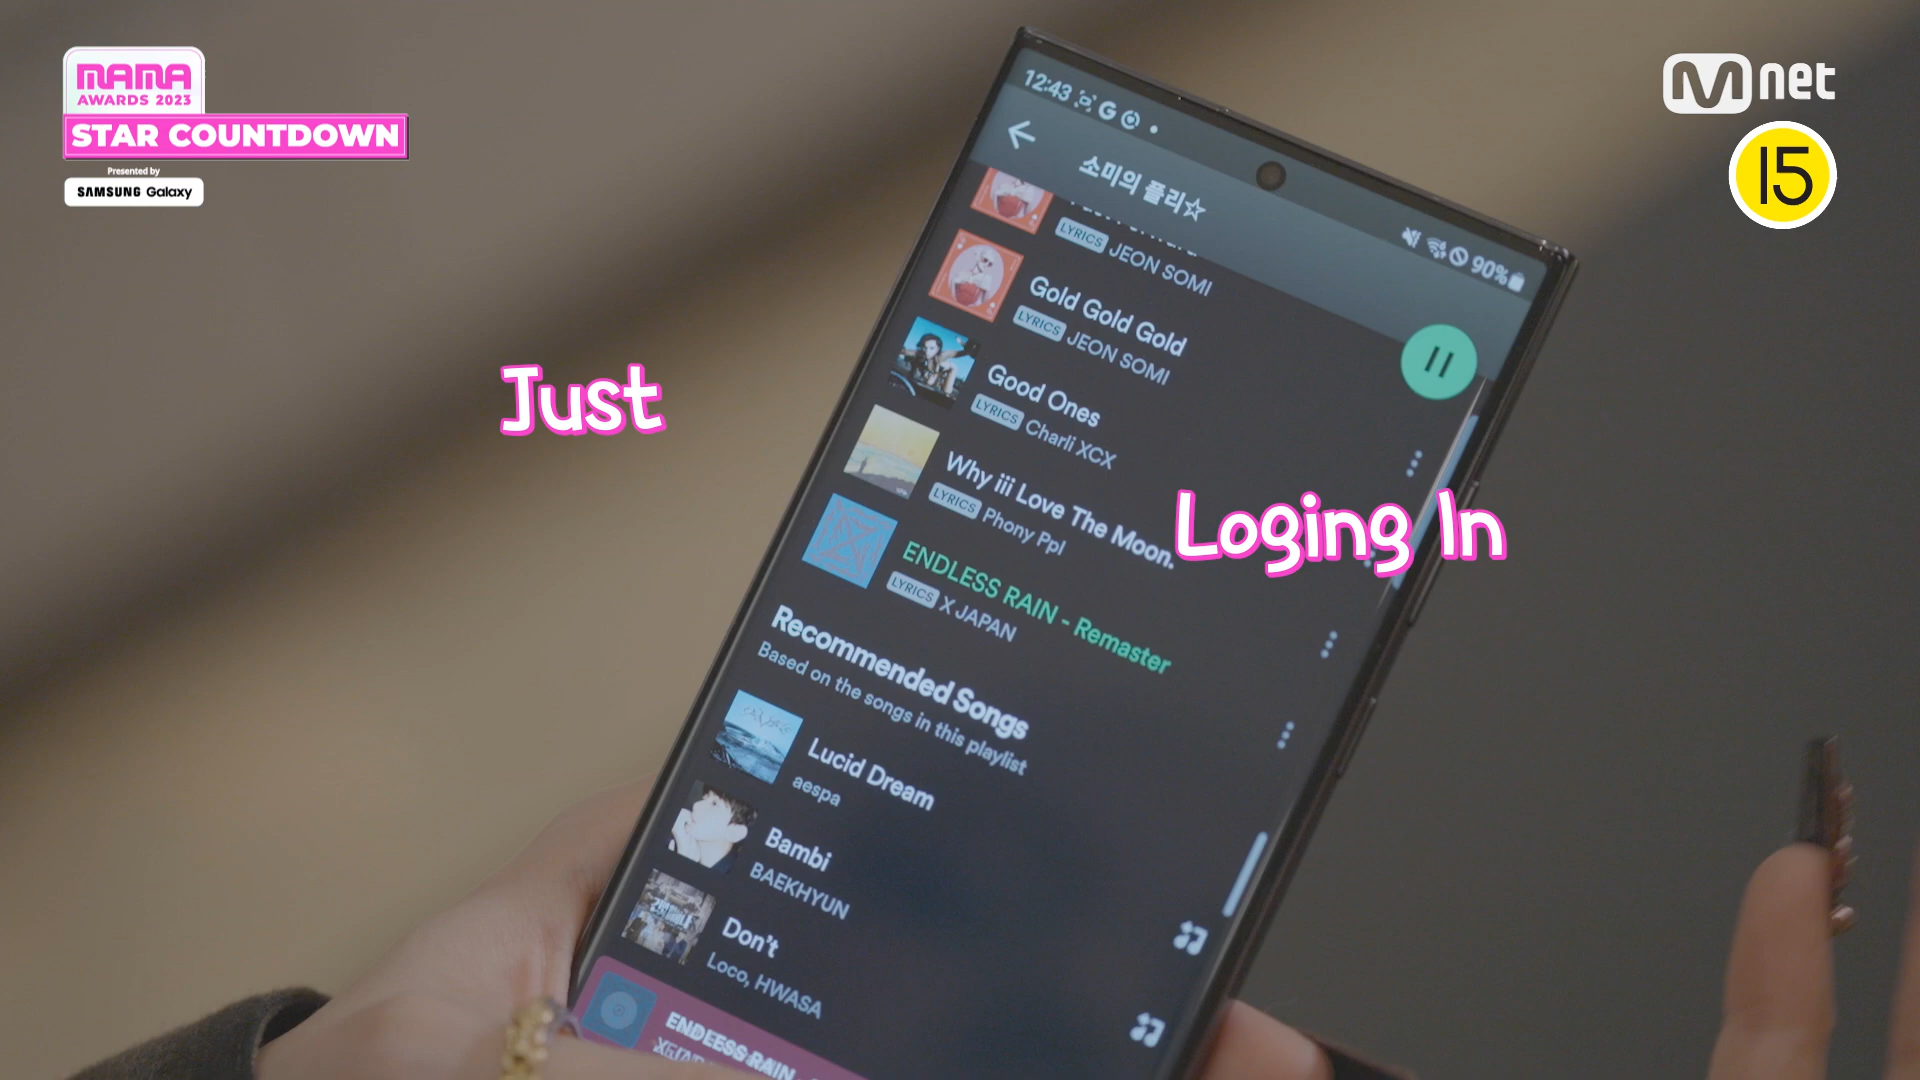 MAMA
AWARDS 2023
STAR COUNTDOWN
Presented by
SAMSUNG Galaxy
Mnet
15
12:43
90%
소미의 플리☆
LYRICS JEON SOMI
Gold Gold Gold
LYRICS JEON SOMI
Good Ones
LYRICS Charli XCX
Why iii Love The Moon.
LYRICS Phony Ppl
ENDLESS RAIN - Remaster
LYRICS X JAPAN
Just
Loging In
Recommended Songs
Based on the songs in this playlist
Lucid Dream
aespa
Bambi
BAEKHYUN
Don't
Loco, HWASA
RAIN